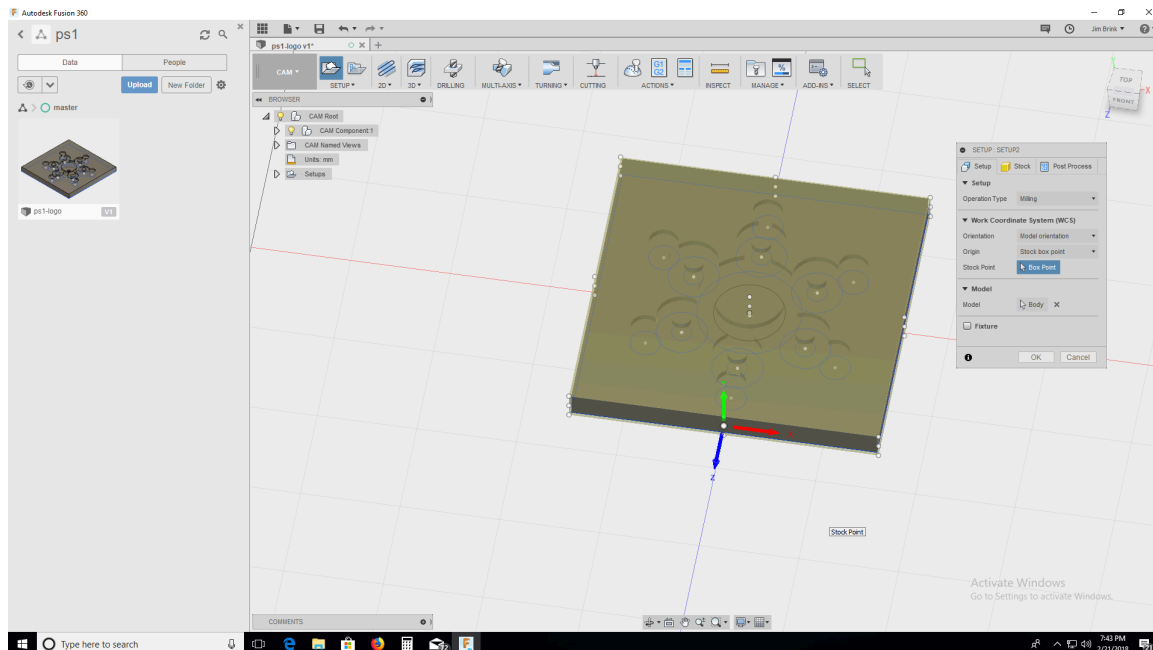 Autodesk Fusion 360
ps1
Data People
Upload New Folder
master
ps1-logo V1
ps1-logo v1*
Jim Brink
CAM
SETUP 2D 3D DRILLING MULTI-AXIS TURNING CUTTING ACTIONS INSPECT MANAGE ADD-INS SELECT
G1
G2
BROWSER
CAM Root
CAM Component:1
CAM Named Views
Units: mm
Setups
TOP
FRONT
X
Z
SETUP : SETUP2
Setup Stock Post Process
Setup
Operation Type Milling
Work Coordinate System (WCS)
Orientation Model orientation
Origin Stock box point
Stock Point Box Point
Model
Model Body
Fixture
OK Cancel
Z
Stock Point
Activate Windows
Go to Settings to activate Windows.
COMMENTS
Type here to search
7:43 PM
2/21/2018